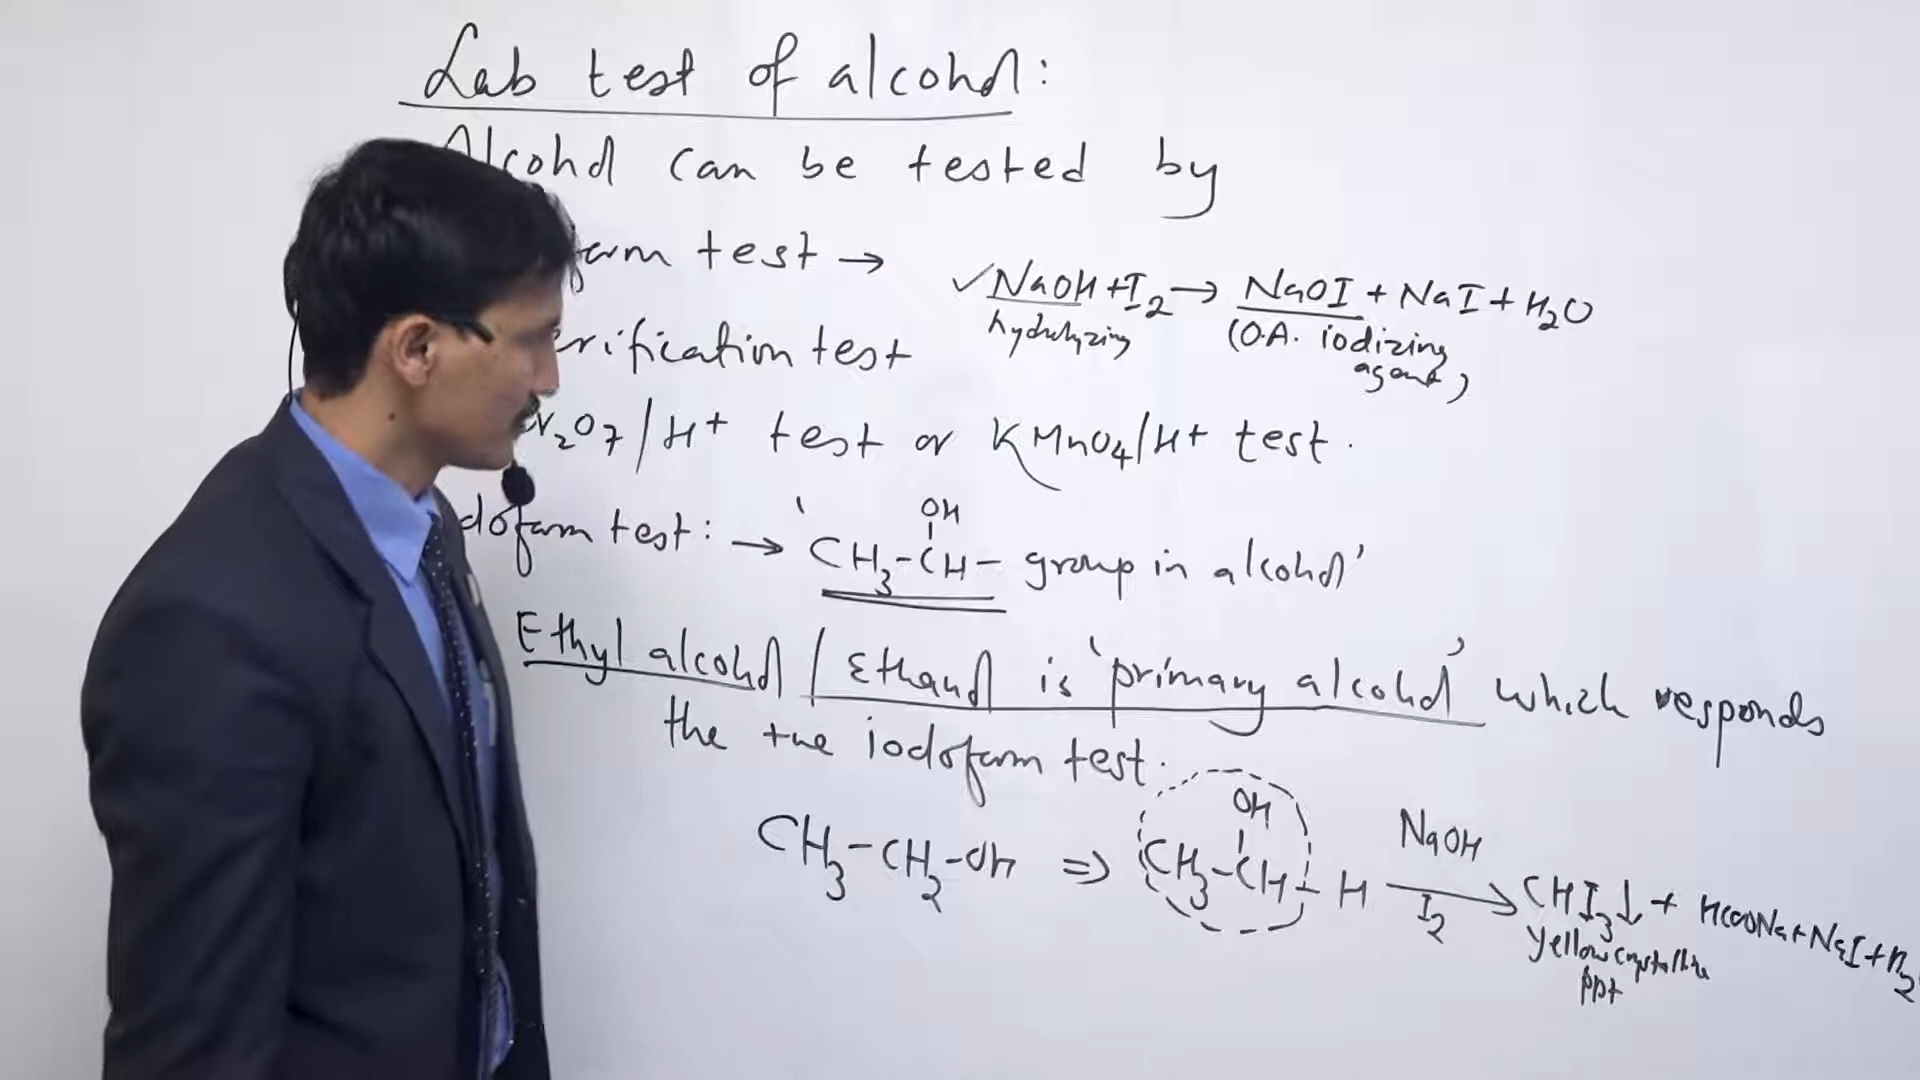 Lab test of alcohol:
Alcohol can be tested by
form test →
✓NaOH + I2 → NaOI + NaI + H2O
hydrolyzing (O.A. iodizing agent)
rification test
r2O7/H+ test or KMnO4/H+ test.
doform test: → 'CH3-CH- group in alcohol'
OH
Ethyl alcohol / Ethanol is 'primary alcohol' which responds
the +ve iodoform test.
CH3-CH2-OH ⇒ CH3-CH-H NaOH I2 → CHI3↓ + HCOONa + NaI + H2
OH
yellow crystalline
ppt